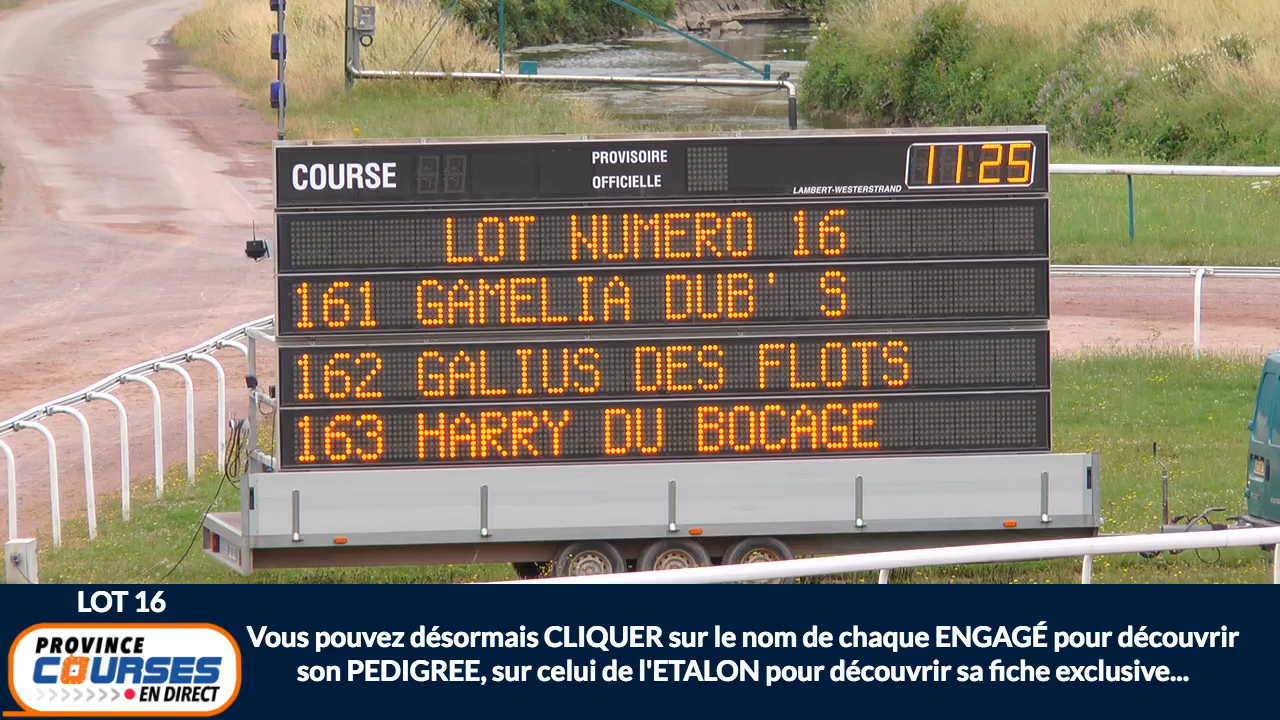 COURSE
PROVISOIRE
OFFICIELLE
LAMBERT-WESTERSTRAND
11:25
LOT NUMERO 16
161 GAMELIA DUB' S
162 GALIUS DES FLOTS
163 HARRY DU BOCAGE
LOT 16
PROVINCE
COURSES
EN DIRECT
Vous pouvez désormais CLIQUER sur le nom de chaque ENGAGÉ pour découvrir
son PEDIGREE, sur celui de l'ETALON pour découvrir sa fiche exclusive...